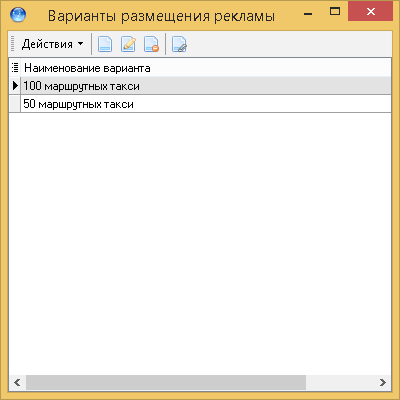 Варианты размещения рекламы
Действия
Наименование варианта
100 маршрутных такси
50 маршрутных такси